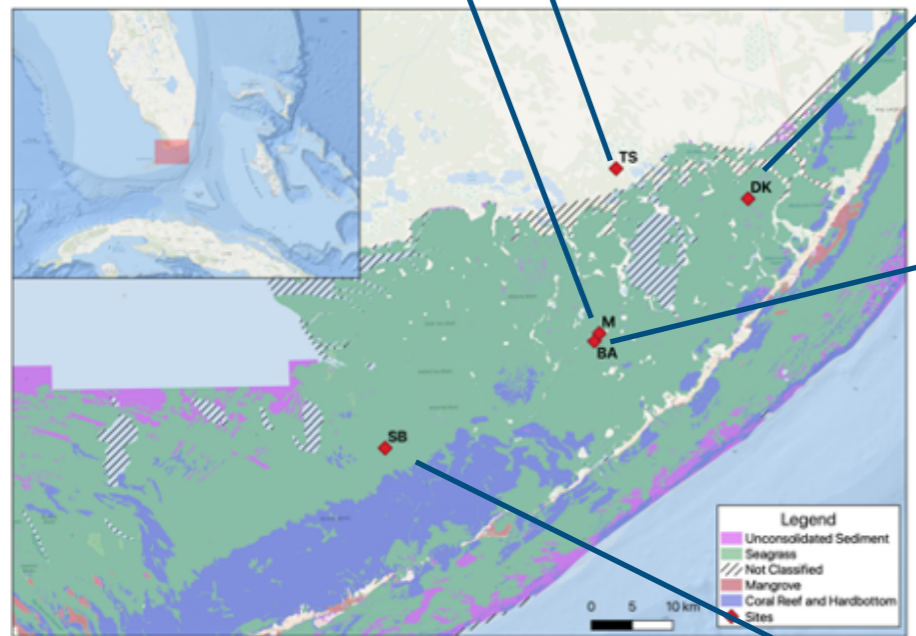 TS
DK
M
BA
SB
Legend
Unconsolidated Sediment
Seagrass
Not Classified
Mangrove
Coral Reef and Hardbottom
Sites
0 5 10 km